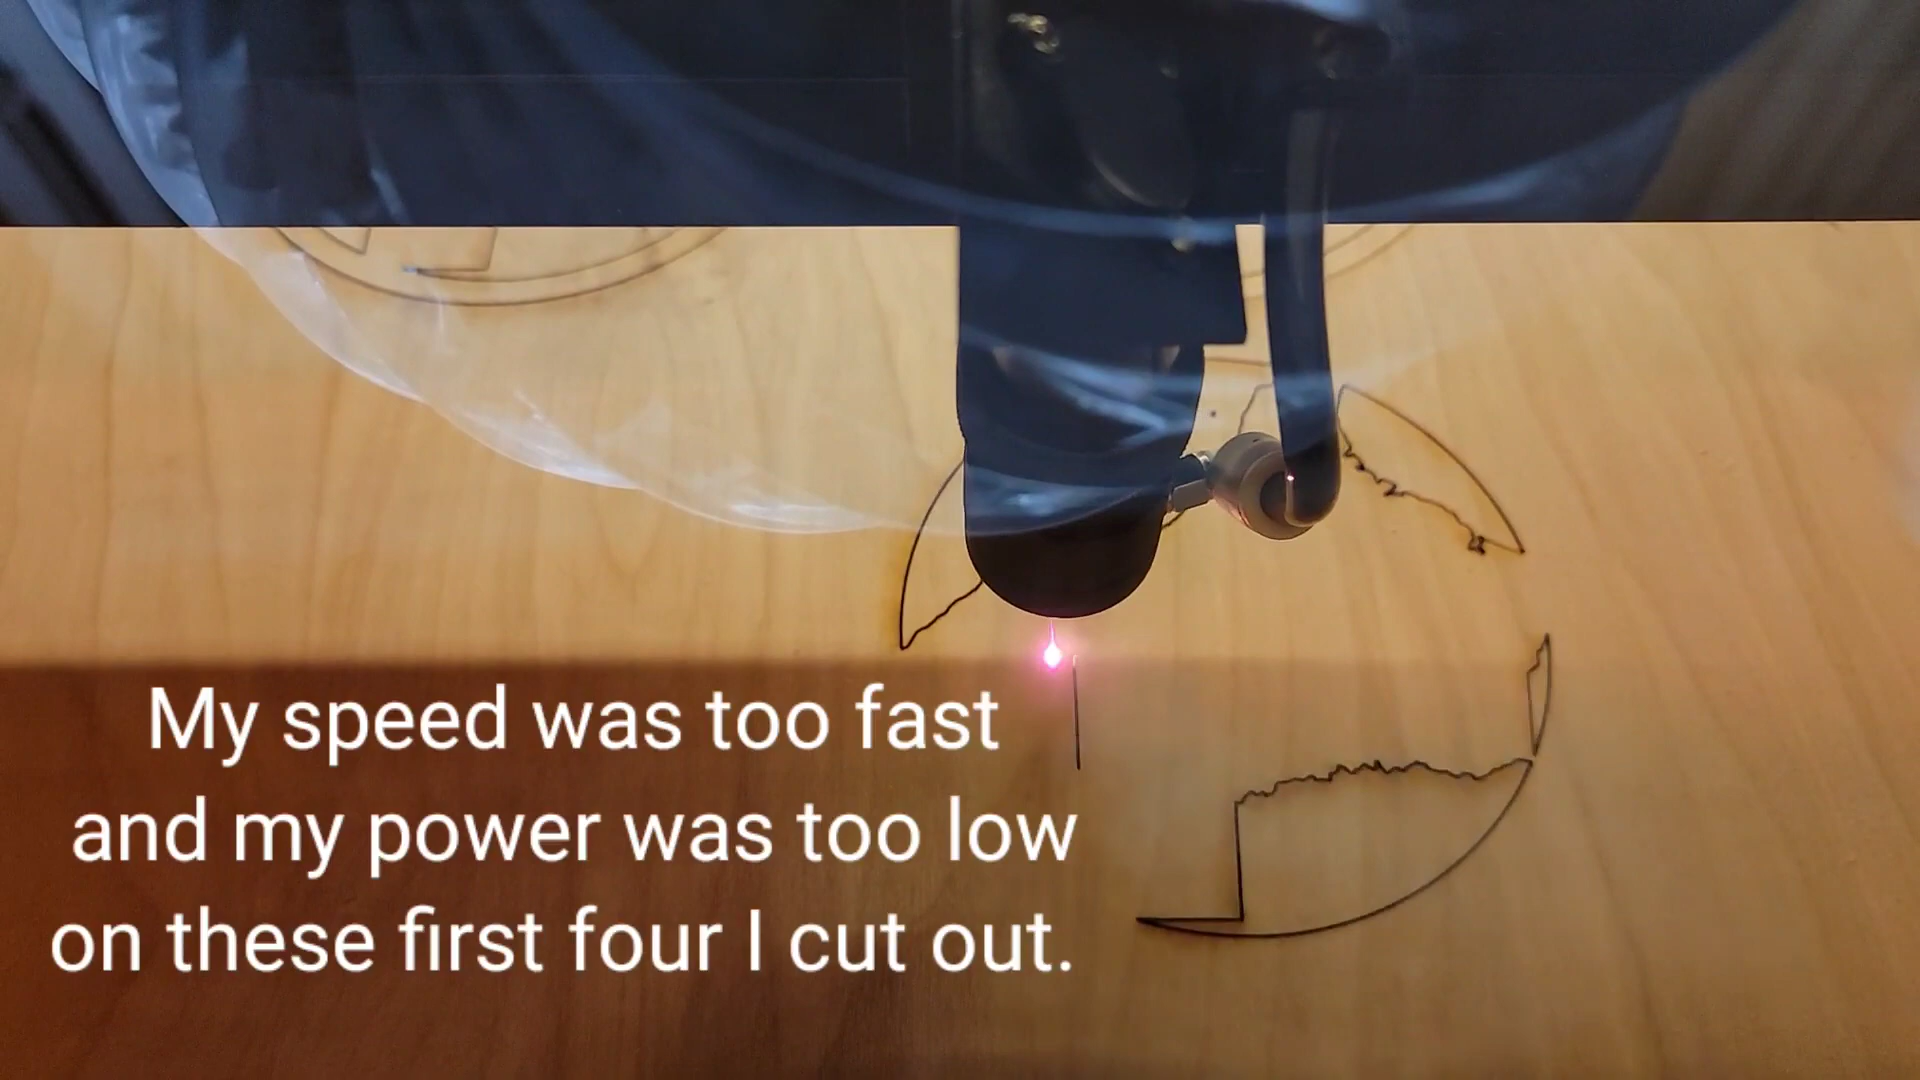 My speed was too fast
and my power was too low
on these first four I cut out.